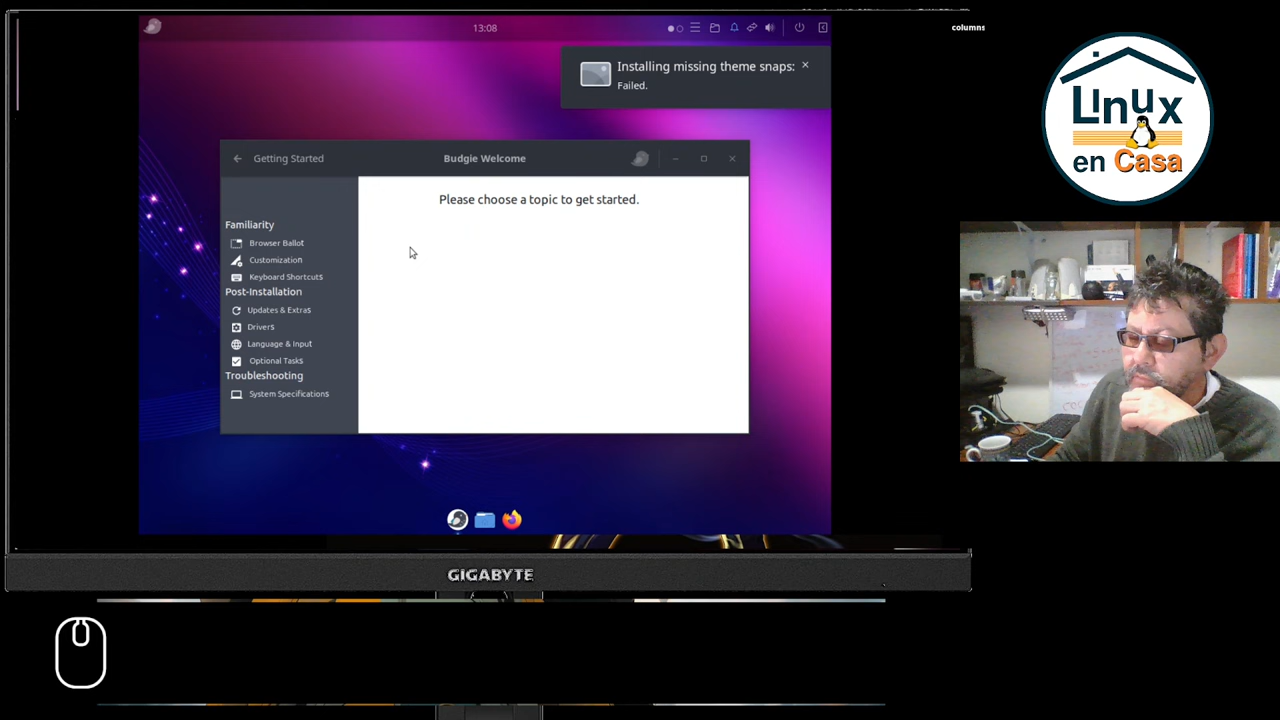 13:08
columns
Installing missing theme snaps:
Failed.
Linux
en Casa
Getting Started
Budgie Welcome
Please choose a topic to get started.
Familiarity
Browser Ballot
Customization
Keyboard Shortcuts
Post-Installation
Updates & Extras
Drivers
Language & Input
Optional Tasks
Troubleshooting
System Specifications
GIGABYTE